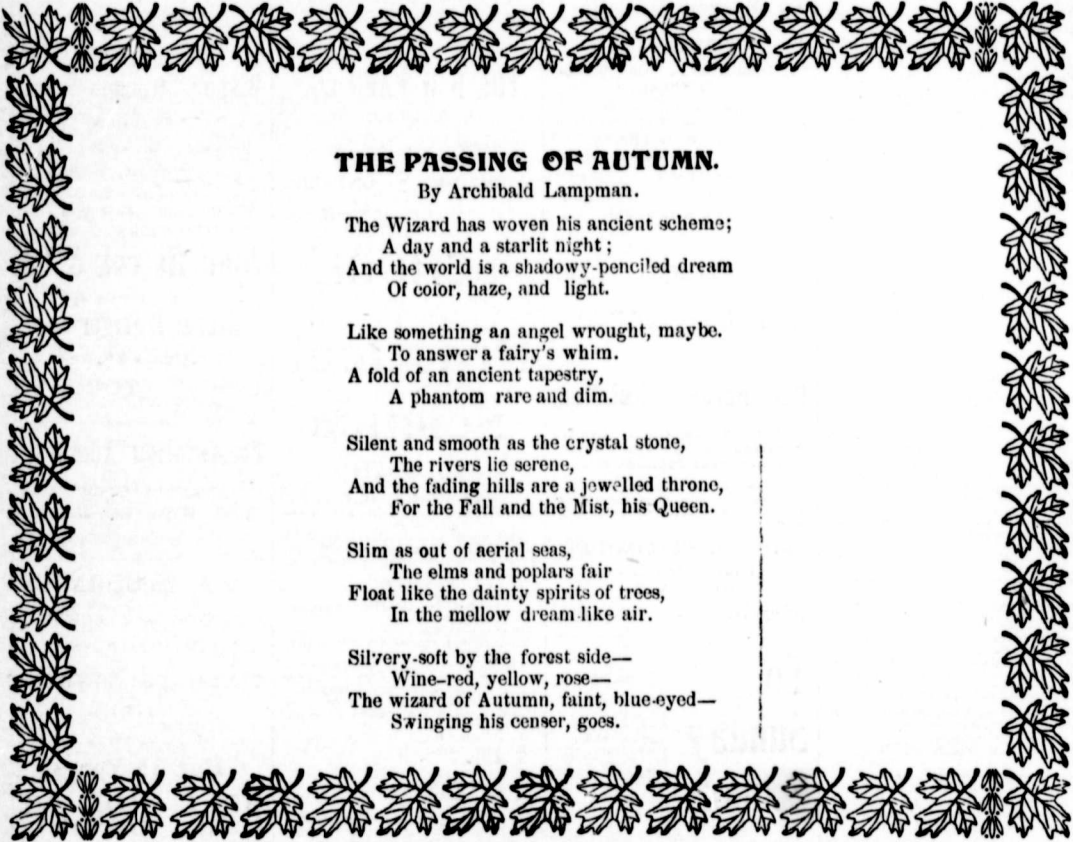 THE PASSING OF AUTUMN.
By Archibald Lampman.
The Wizard has woven his ancient scheme;
A day and a starlit night;
And the world is a shadowy-penciled dream
Of color, haze, and light.
Like something an angel wrought, maybe.
To answer a fairy's whim.
A fold of an ancient tapestry,
A phantom rare and dim.
Silent and smooth as the crystal stone,
The rivers lie serene,
And the fading hills are a jewelled throne,
For the Fall and the Mist, his Queen.
Slim as out of aerial seas,
The elms and poplars fair
Float like the dainty spirits of trees,
In the mellow dream-like air.
Silvery-soft by the forest side—
Wine-red, yellow, rose—
The wizard of Autumn, faint, blue-eyed—
Swinging his censer, goes.